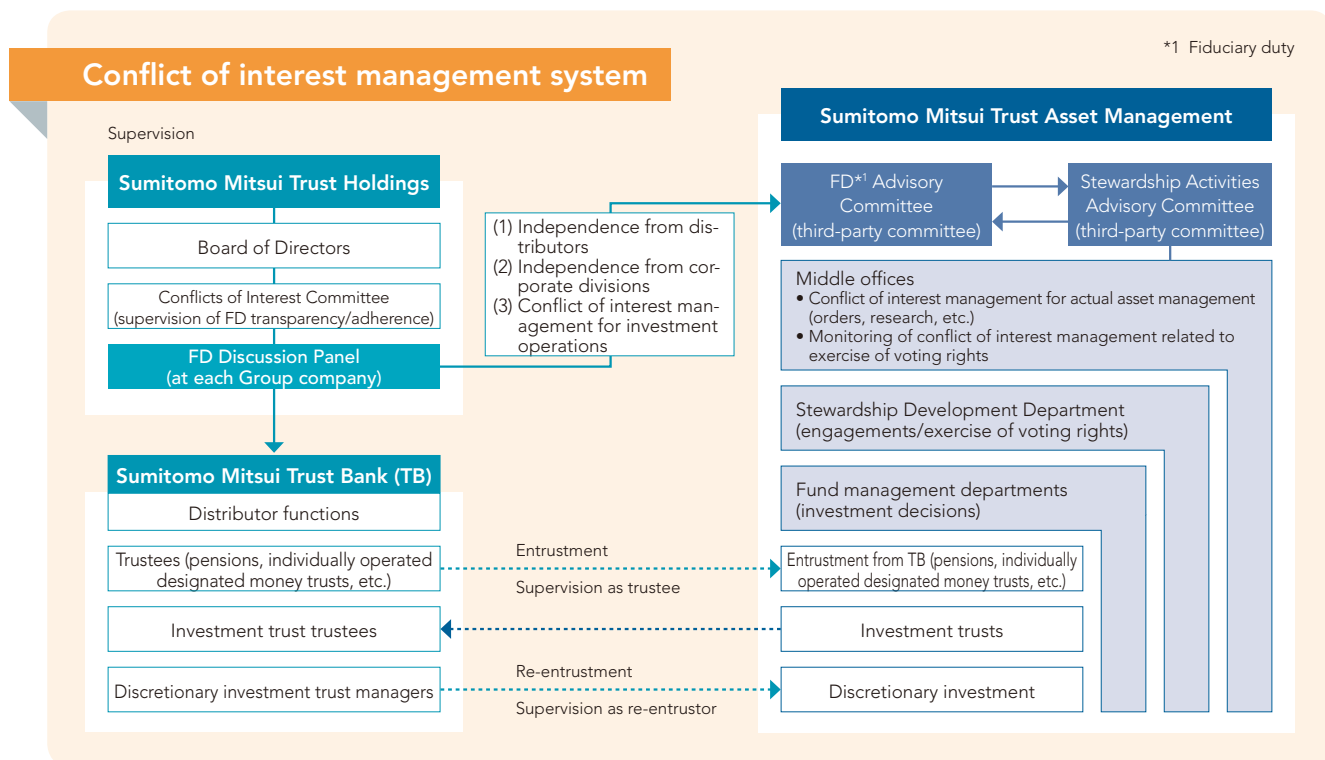 *1 Fiduciary duty
Conflict of interest management system
Supervision
Sumitomo Mitsui Trust Holdings
Board of Directors
Conflicts of Interest Committee
(supervision of FD transparency/adherence)
FD Discussion Panel
(at each Group company)
(1) Independence from dis-
tributors
(2) Independence from cor-
porate divisions
(3) Conflict of interest man-
agement for investment
operations
Sumitomo Mitsui Trust Bank (TB)
Distributor functions
Trustees (pensions, individually operated
designated money trusts, etc.)
Investment trust trustees
Discretionary investment trust managers
Entrustment
Supervision as trustee
Re-entrustment
Supervision as re-entrustor
Sumitomo Mitsui Trust Asset Management
FD*1 Advisory
Committee
(third-party committee)
Stewardship Activities
Advisory Committee
(third-party committee)
Middle offices
• Conflict of interest management for actual asset management
(orders, research, etc.)
• Monitoring of conflict of interest management related to
exercise of voting rights
Stewardship Development Department
(engagements/exercise of voting rights)
Fund management departments
(investment decisions)
Entrustment from TB (pensions, individually
operated designated money trusts, etc.)
Investment trusts
Discretionary investment